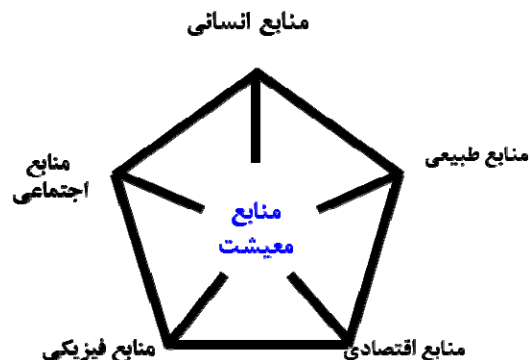 منابع انسانی
منابع طبیعی
منابع
اجتماعی
منابع
معیشت
منابع اقتصادی
منابع فیزیکی